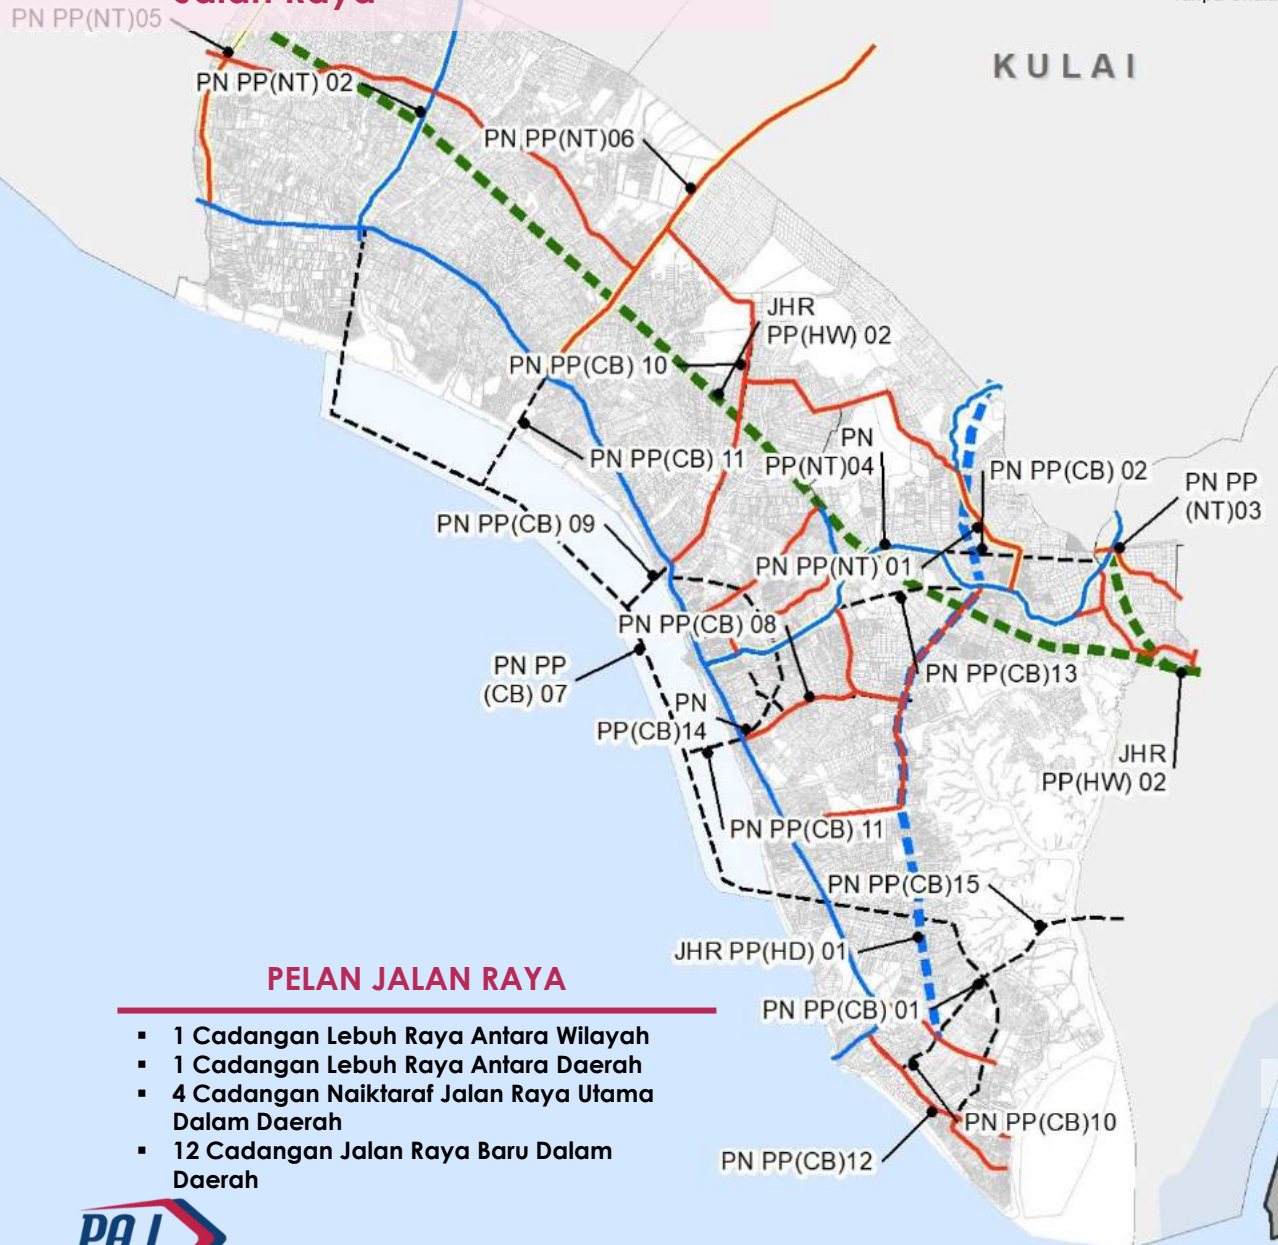 Jalan Raya
PN PP(NT)05
KULAI
PN PP(NT) 02
PN PP(NT)06
JHR
PP(HW) 02
PN PP(CB) 10
PN
PP(NT)04
PN PP(CB) 11
PN PP(CB) 02
PN PP
(NT)03
PN PP(CB) 09
PN PP(NT) 01
PN PP(CB) 08
PN PP
(CB) 07
PN PP(CB)13
PN
PP(CB)14
JHR
PP(HW) 02
PN PP(CB) 11
PN PP(CB)15
JHR PP(HD) 01
PN PP(CB) 01
PN PP(CB)10
PN PP(CB)12
PELAN JALAN RAYA
▪ 1 Cadangan Lebuh Raya Antara Wilayah
▪ 1 Cadangan Lebuh Raya Antara Daerah
▪ 4 Cadangan Naiktaraf Jalan Raya Utama
Dalam Daerah
▪ 12 Cadangan Jalan Raya Baru Dalam
Daerah